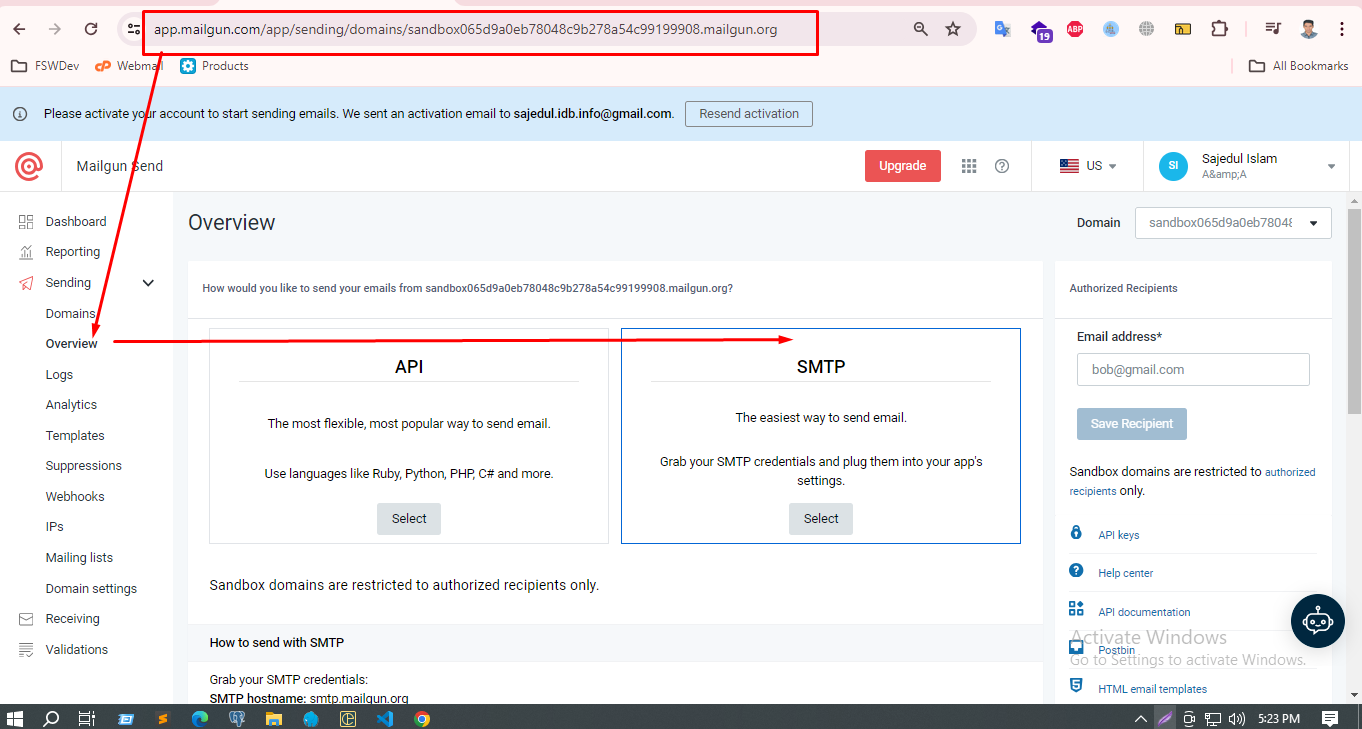 app.mailgun.com/app/sending/domains/sandbox065d9a0eb78048c9b278a54c99199908.mailgun.org
19
ABP
FSWDev
Webmail
Products
All Bookmarks
Please activate your account to start sending emails. We sent an activation email to sajedul.idb.info@gmail.com.
Resend activation
Mailgun Send
Upgrade
US
SI
Sajedul Islam
A&amp;A
Dashboard
Reporting
Sending
Domains
Overview
Logs
Analytics
Templates
Suppressions
Webhooks
IPs
Mailing lists
Domain settings
Receiving
Validations
Overview
Domain
sandbox065d9a0eb78048
How would you like to send your emails from sandbox065d9a0eb78048c9b278a54c99199908.mailgun.org?
API
The most flexible, most popular way to send email.
Use languages like Ruby, Python, PHP, C# and more.
Select
SMTP
The easiest way to send email.
Grab your SMTP credentials and plug them into your app's
settings.
Select
Sandbox domains are restricted to authorized recipients only.
How to send with SMTP
Grab your SMTP credentials:
SMTP hostname: smtp.mailgun.org
Authorized Recipients
Email address*
bob@gmail.com
Save Recipient
Sandbox domains are restricted to authorized
recipients only.
API keys
Help center
API documentation
Postbin
HTML email templates
Activate Windows
Go to Settings to activate Windows.
5:23 PM